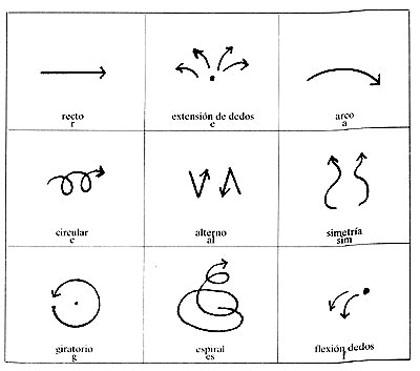 recto
r
extensión de dedos
e
arco
a
circular
c
alterno
al
simetría
sim
giratorio
g
espiral
es
flexión dedos
f